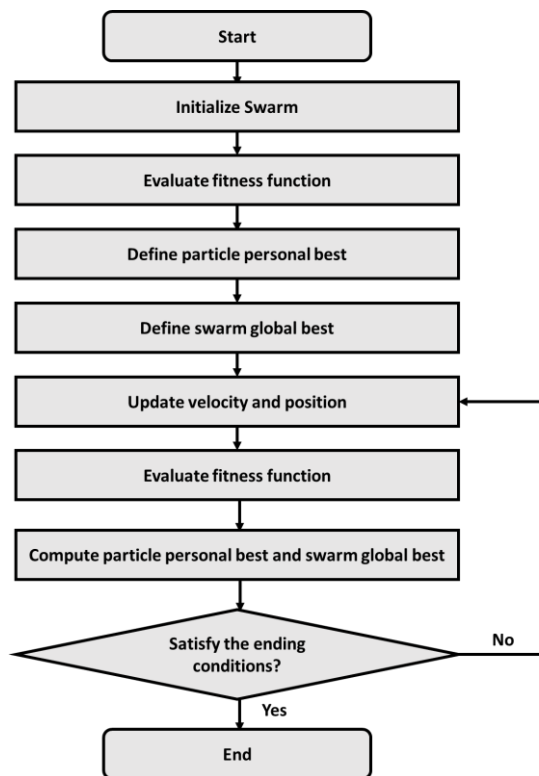 Start
Initialize Swarm
Evaluate fitness function
Define particle personal best
Define swarm global best
Update velocity and position
Evaluate fitness function
Compute particle personal best and swarm global best
Satisfy the ending
conditions?
No
Yes
End